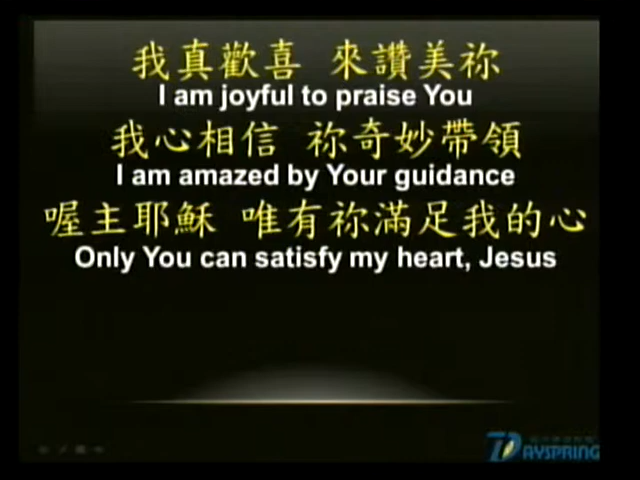 我真歡喜 來讚美祢
I am joyful to praise You
我心相信 祢奇妙帶領
I am amazed by Your guidance
喔主耶穌 唯有祢滿足我的心
Only You can satisfy my heart, Jesus
DAYSPRING